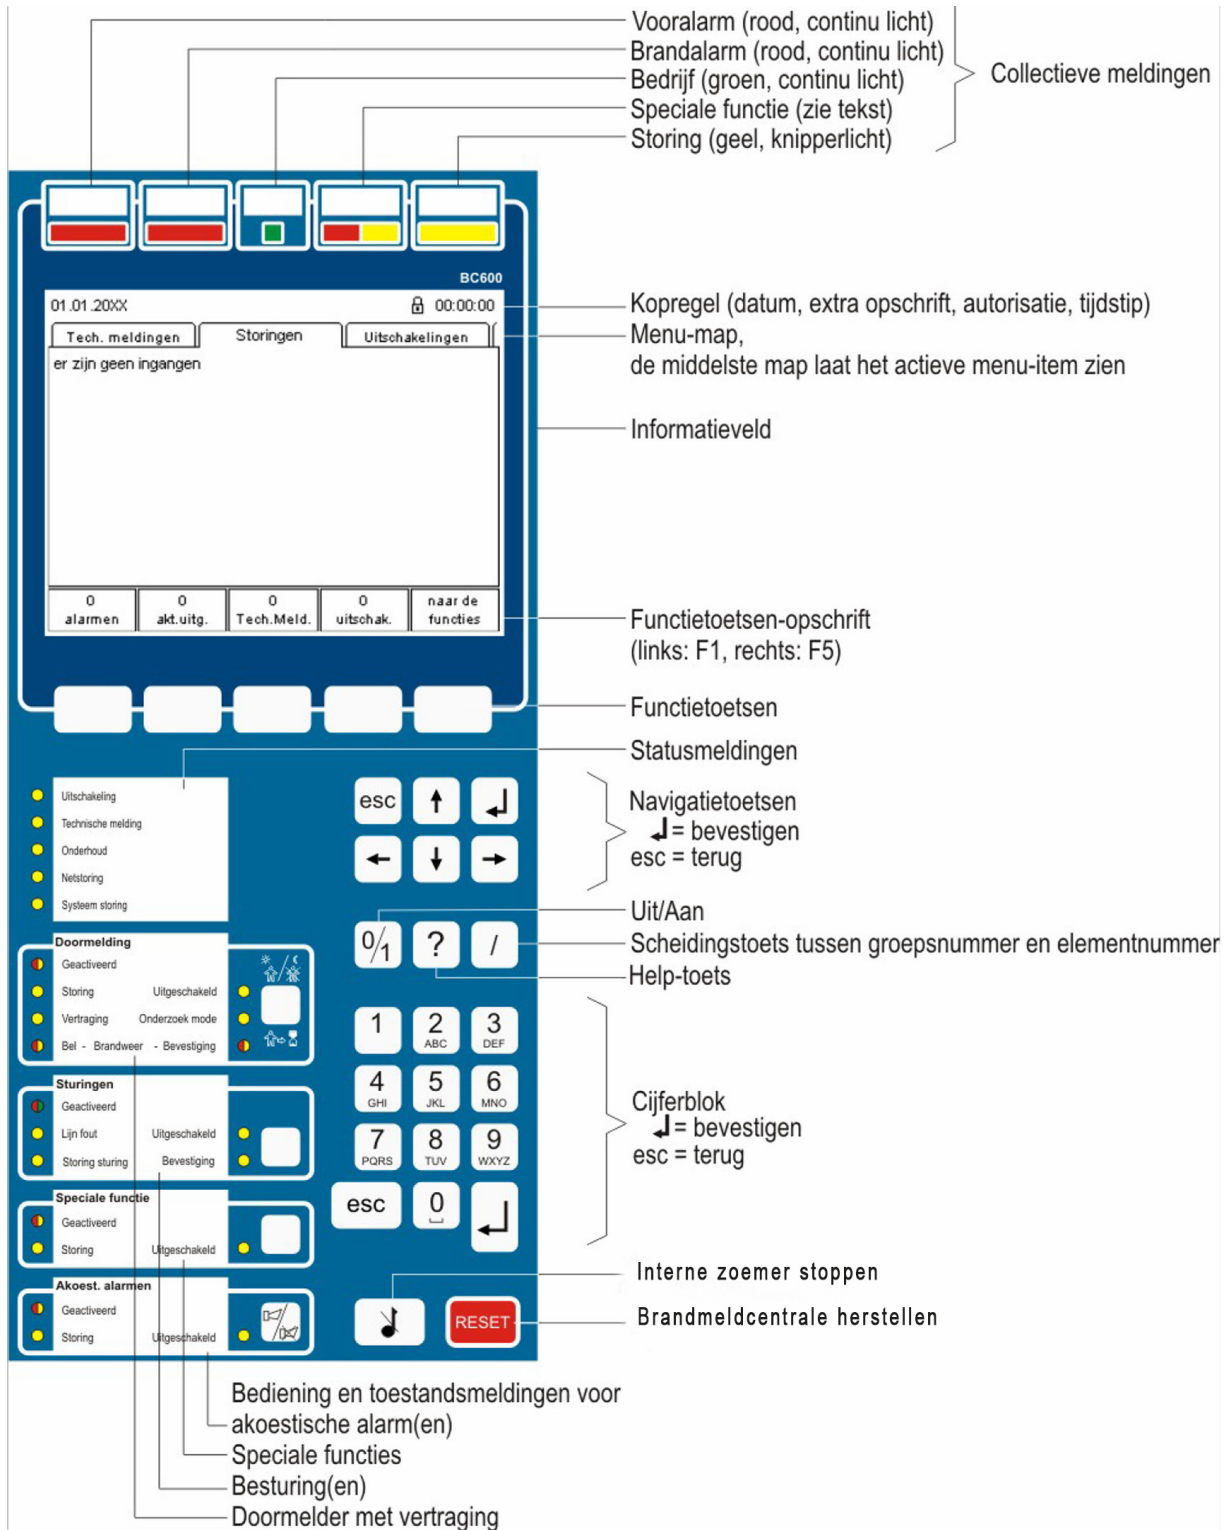 Vooralarm (rood, continu licht)
Brandalarm (rood, continu licht)
Bedrijf (groen, continu licht)
Speciale functie (zie tekst)
Storing (geel, knipperlicht)
Collectieve meldingen
BC600
01.01.20XX 00:00:00
Tech. meldingen Storingen Uitschakelingen
er zijn geen ingangen
0 alarmen
0 akt.uitg.
0 Tech.Meld.
0 uitschak.
naar de functies
Kopregel (datum, extra opschrift, autorisatie, tijdstip)
Menu-map,
de middelste map laat het actieve menu-item zien
Informatieveld
Functietoetsen-opschrift
(links: F1, rechts: F5)
Functietoetsen
Statusmeldingen
Uitschakeling
Technische melding
Onderhoud
Netstoring
Systeem storing
esc ↑ ↲
← ↓ →
Navigatietoetsen
↲ = bevestigen
esc = terug
0/1 ? /
Uit/Aan
Scheidingstoets tussen groepsnummer en elementnummer
Help-toets
Doormelding
Geactiveerd
Storing Uitgeschakeld
Vertraging Onderzoek mode
Bel - Brandweer - Bevestiging
Sturingen
Geactiveerd
Lijn fout Uitgeschakeld
Storing sturing Bevestiging
Speciale functie
Geactiveerd
Storing Uitgeschakeld
Akoest. alarmen
Geactiveerd
Storing Uitgeschakeld
1 2 ABC 3 DEF
4 GHI 5 JKL 6 MNO
7 PQRS 8 TUV 9 WXYZ
esc 0 ↲
Cijferblok
↲ = bevestigen
esc = terug
RESET
Interne zoemer stoppen
Brandmeldcentrale herstellen
Bediening en toestandsmeldingen voor
akoestische alarm(en)
Speciale functies
Besturing(en)
Doormelder met vertraging